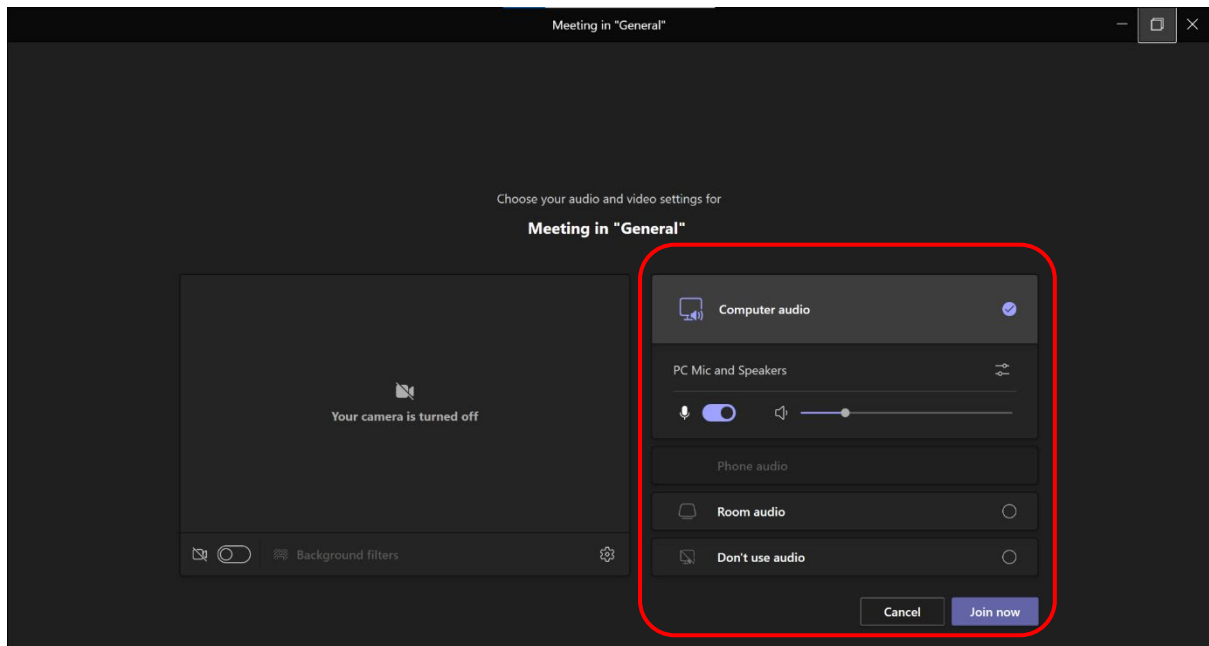 Meeting in "General"
Choose your audio and video settings for
Meeting in "General"
Your camera is turned off
Background filters
Computer audio
PC Mic and Speakers
Phone audio
Room audio
Don't use audio
Cancel
Join now